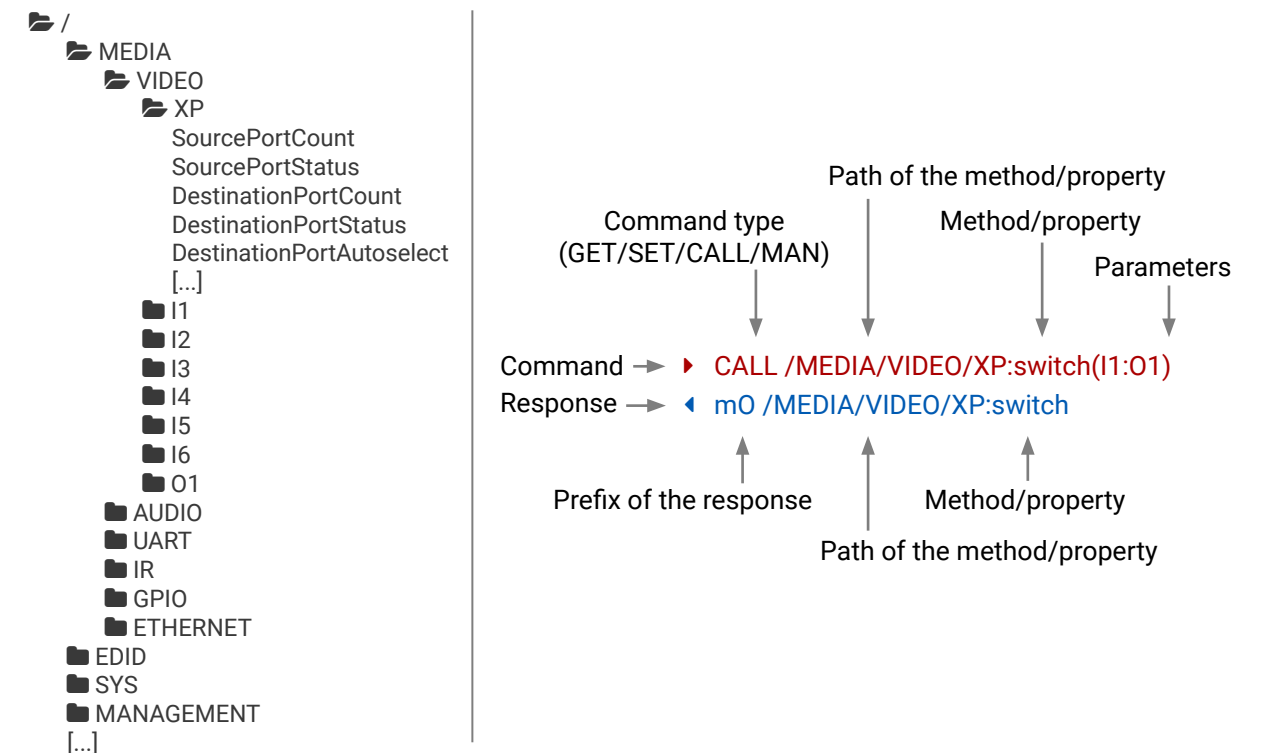 /
MEDIA
VIDEO
XP
SourcePortCount
SourcePortStatus
DestinationPortCount
DestinationPortStatus
DestinationPortAutoselect
[...]
I1
I2
I3
I4
I5
I6
O1
AUDIO
UART
IR
GPIO
ETHERNET
EDID
SYS
MANAGEMENT
[...]
Path of the method/property
Command type
(GET/SET/CALL/MAN)
Method/property
Parameters
Command
CALL /MEDIA/VIDEO/XP:switch(I1:O1)
Response
mO /MEDIA/VIDEO/XP:switch
Prefix of the response
Method/property
Path of the method/property